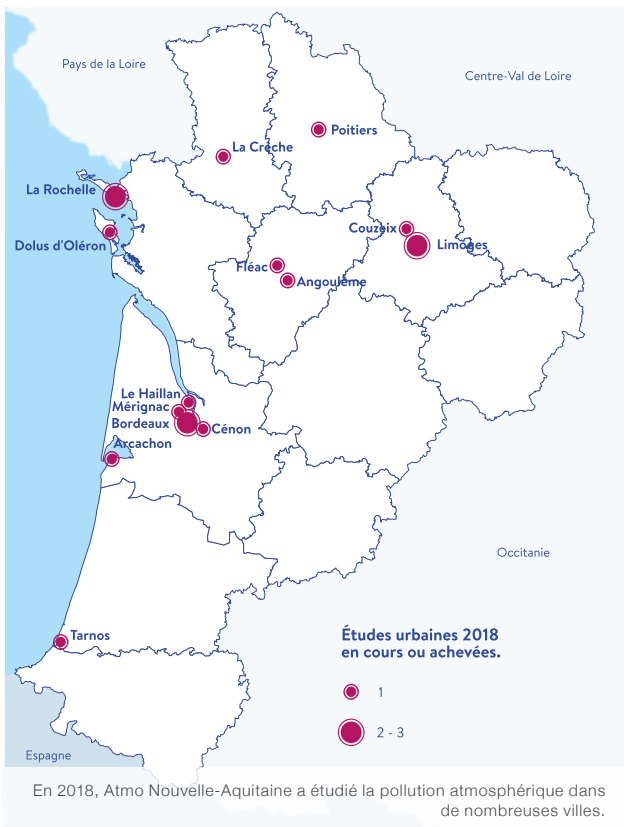 Pays de la Loire
Centre-Val de Loire
Poitiers
La Crèche
La Rochelle
Couzeix
Dolus d'Oléron
Limoges
Fléac
Angoulême
Le Haillan
Mérignac
Bordeaux
Cénon
Arcachon
Occitanie
Tarnos
Études urbaines 2018
en cours ou achevées.
1
2 - 3
Espagne
En 2018, Atmo Nouvelle-Aquitaine a étudié la pollution atmosphérique dans
de nombreuses villes.